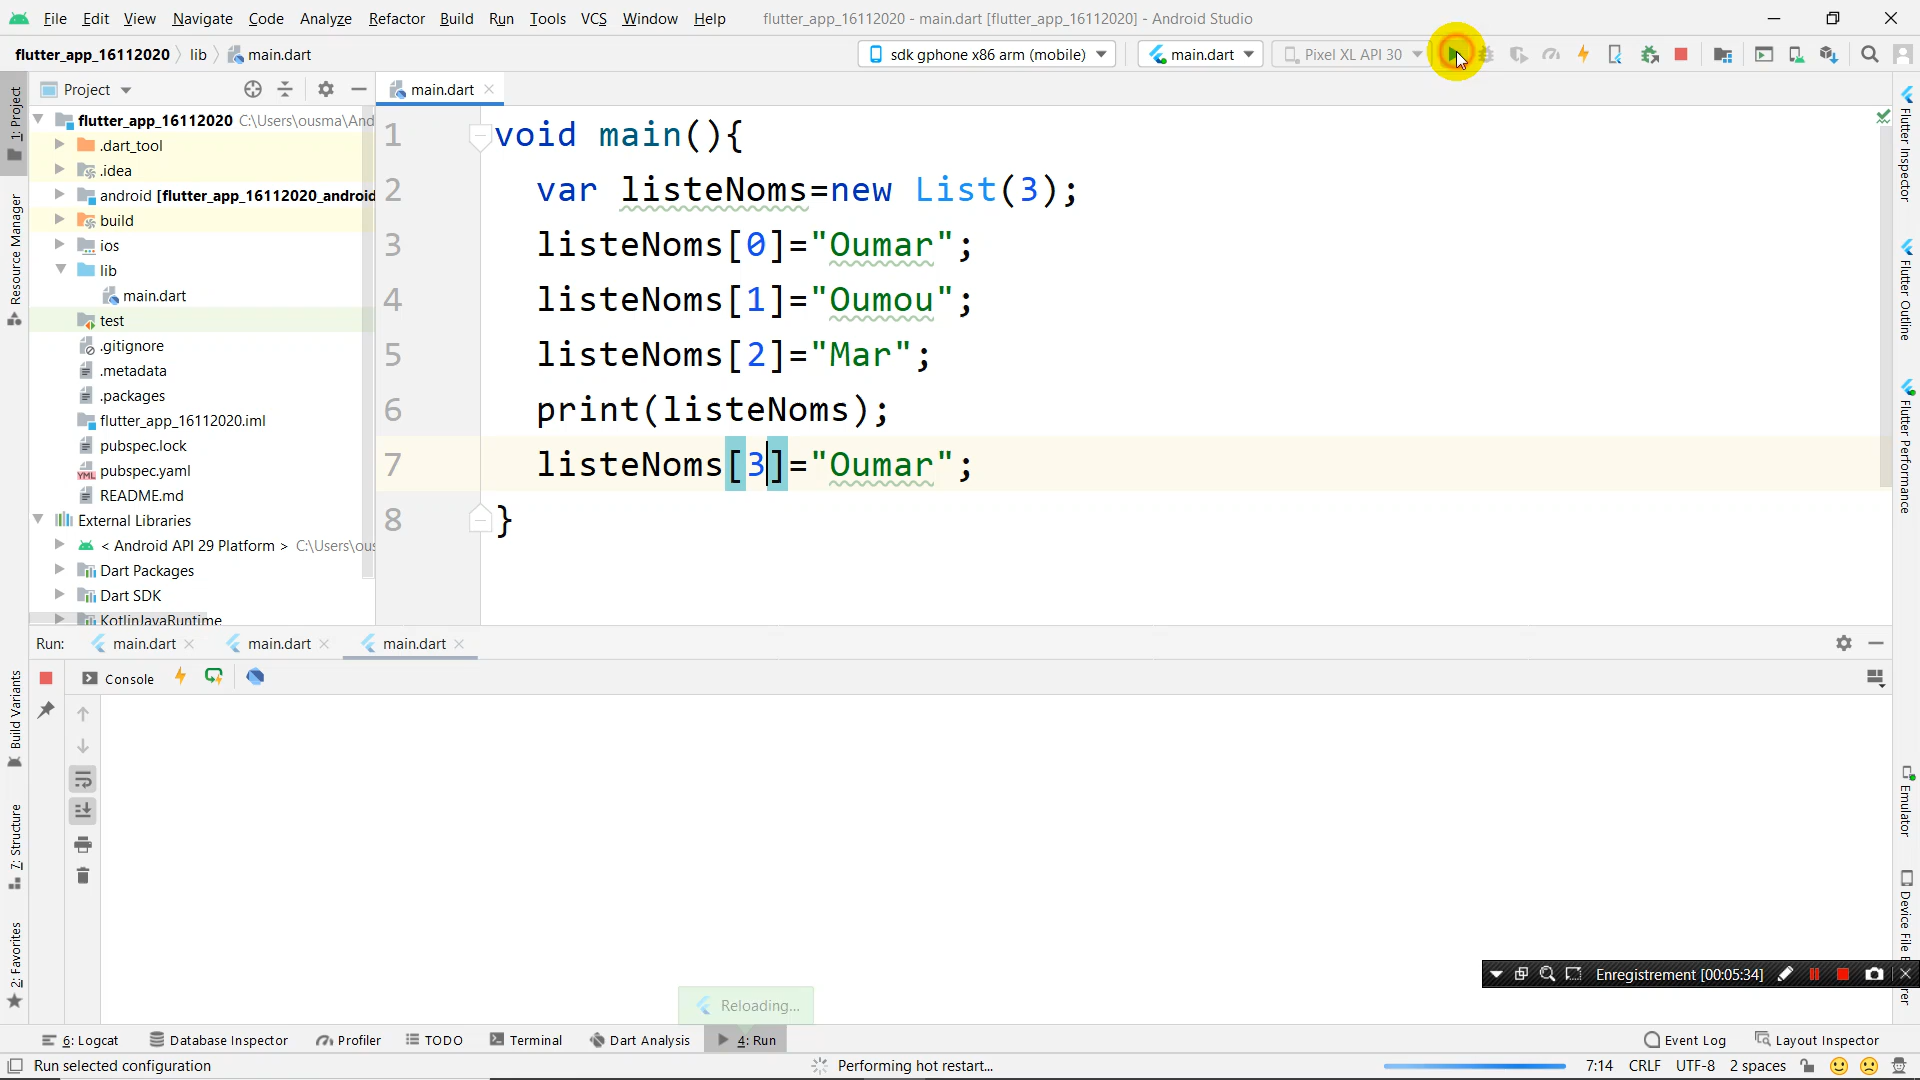 File Edit View Navigate Code Analyze Refactor Build Run Tools VCS Window Help flutter_app_16112020 - main.dart [flutter_app_16112020] - Android Studio
flutter_app_16112020 lib main.dart sdk gphone x86 arm (mobile) main.dart Pixel XL API 30
Project main.dart
1: Project
Resource Manager
Build Variants
7: Structure
2: Favorites
flutter_app_16112020 C:\Users\ousma\And
.dart_tool
.idea
android [flutter_app_16112020_android
build
ios
lib
main.dart
test
.gitignore
.metadata
.packages
flutter_app_16112020.iml
pubspec.lock
pubspec.yaml
README.md
External Libraries
< Android API 29 Platform > C:\Users\ous
Dart Packages
Dart SDK
KotlinJavaRuntime
1 void main(){
2 var listeNoms=new List(3);
3 listeNoms[0]="Oumar";
4 listeNoms[1]="Oumou";
5 listeNoms[2]="Mar";
6 print(listeNoms);
7 listeNoms[3]="Oumar";
8 }
Flutter Inspector
Flutter Outline
Flutter Performance
Emulator
Run: main.dart main.dart main.dart
Console
Enregistrement [00:05:34]
Reloading...
6: Logcat Database Inspector Profiler TODO Terminal Dart Analysis 4: Run Event Log Layout Inspector
Run selected configuration Performing hot restart... 7:14 CRLF UTF-8 2 spaces